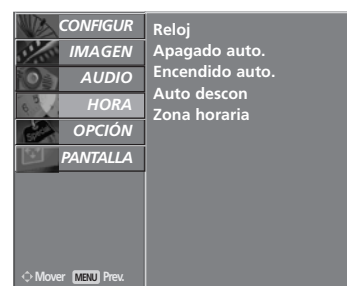 CONFIGUR
IMAGEN
AUDIO
HORA
OPCIÓN
PANTALLA
Reloj
Apagado auto.
Encendido auto.
Auto descon
Zona horaria
Mover MENU Prev.